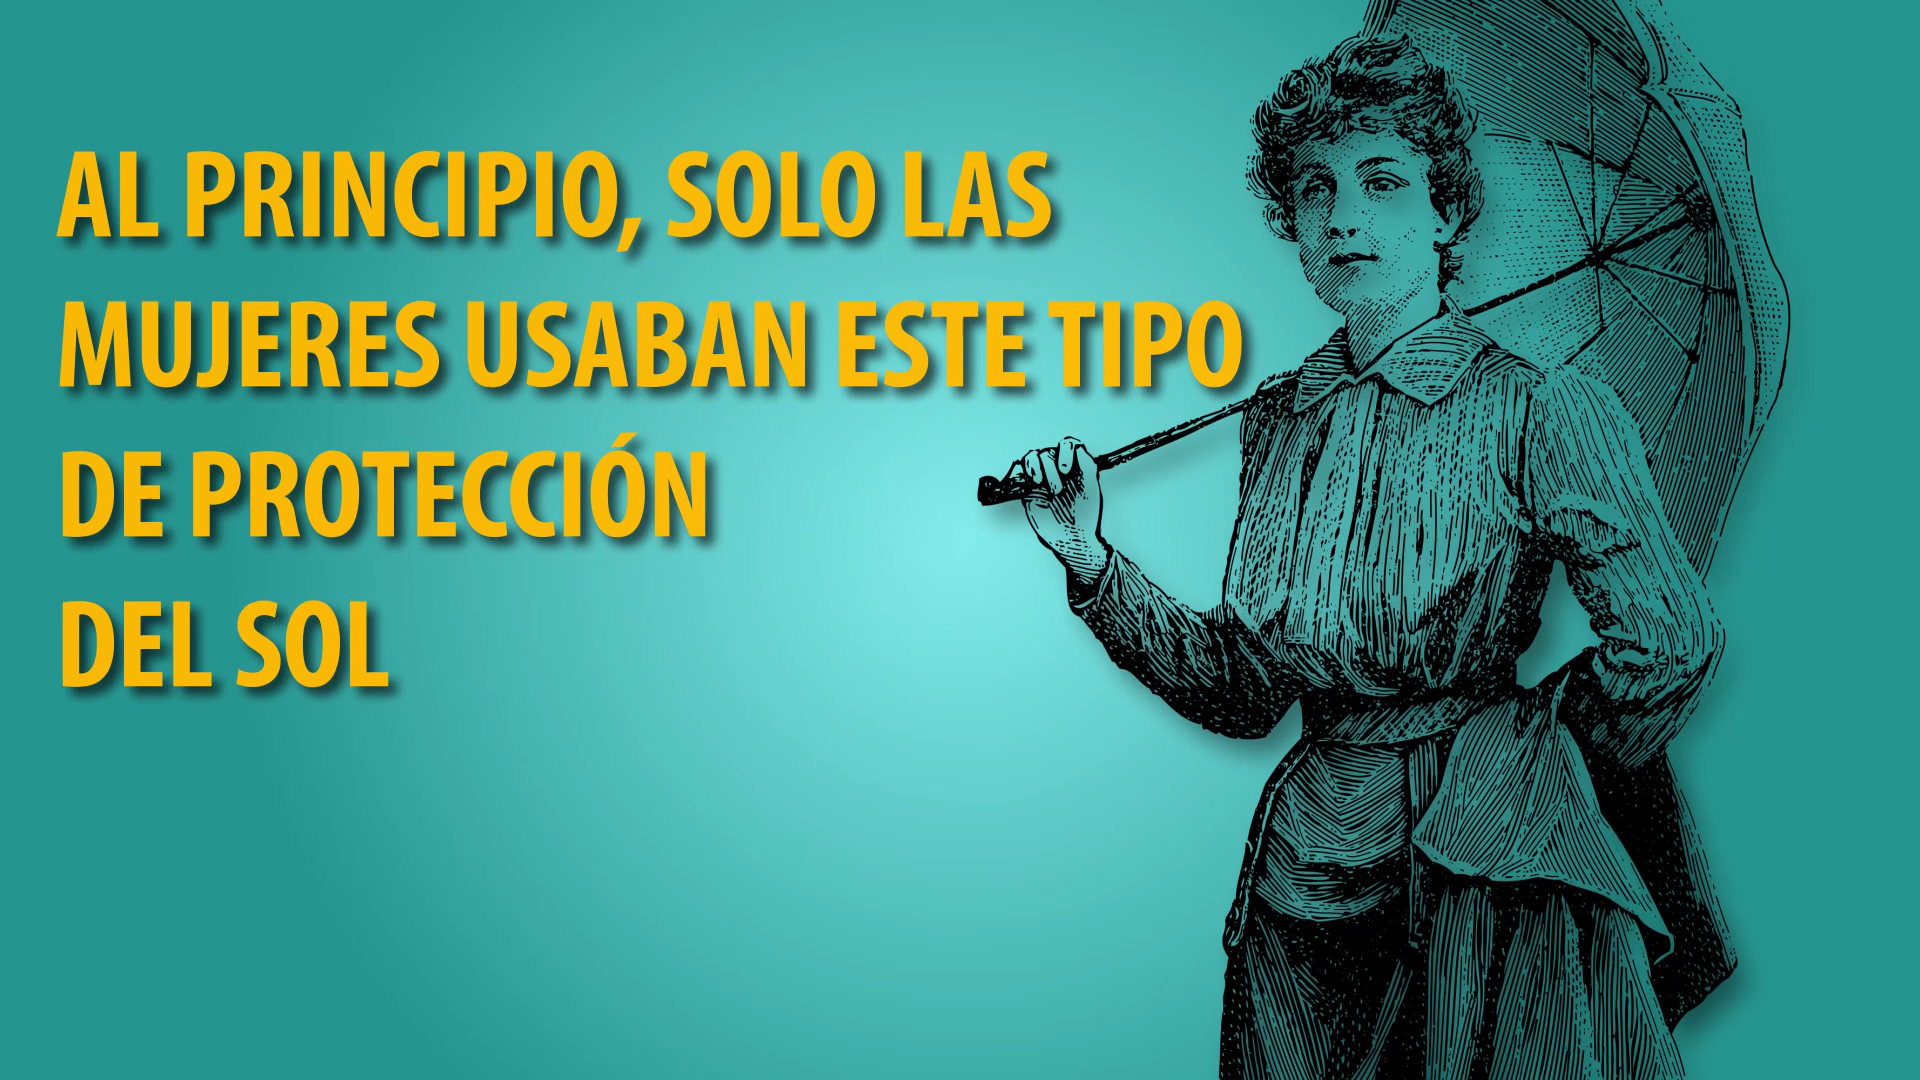 AL PRINCIPIO, SOLO LAS
MUJERES USABAN ESTE TIPO
DE PROTECCIÓN
DEL SOL